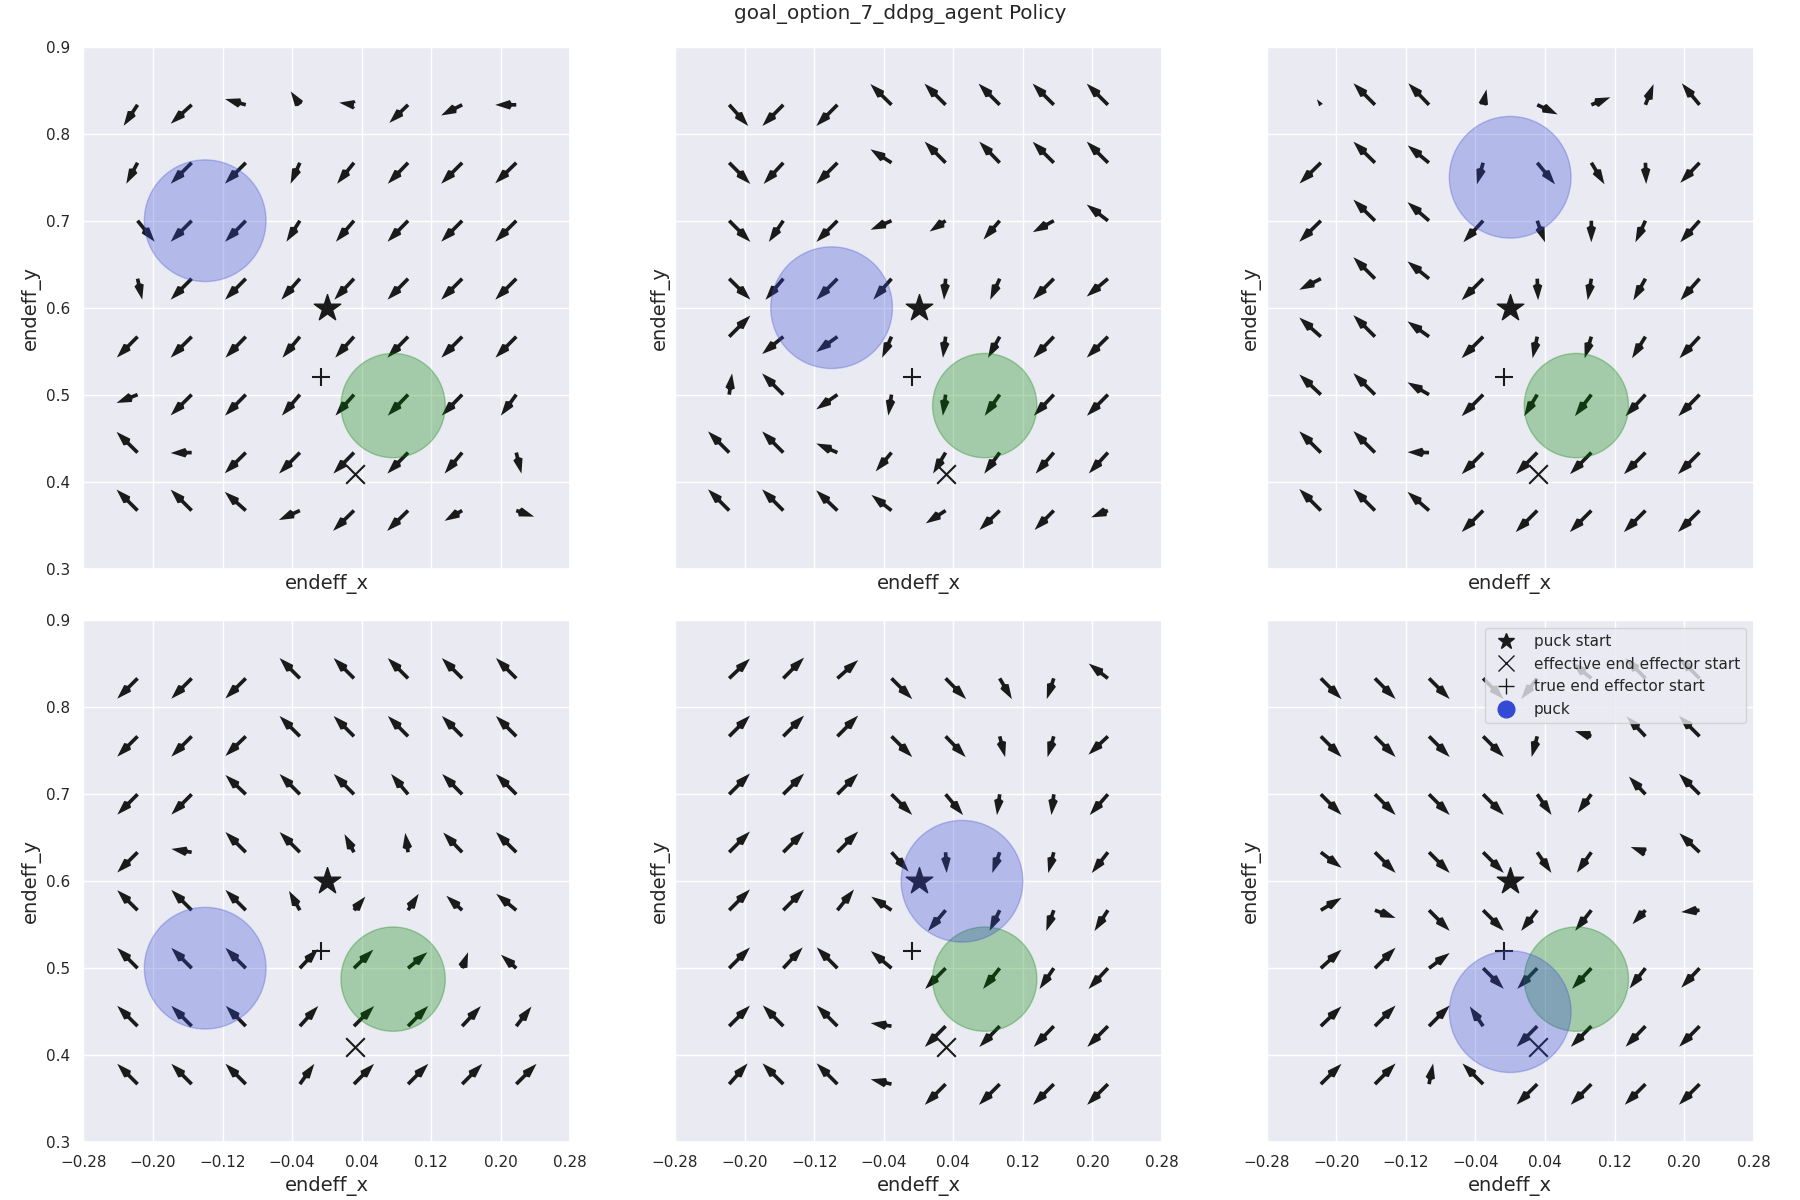 goal_option_7_ddpg_agent Policy
0.9
0.8
0.7
0.6
0.5
0.4
0.3
endeff_y
endeff_x
endeff_y
endeff_x
endeff_y
endeff_x
0.9
0.8
0.7
0.6
0.5
0.4
0.3
endeff_y
−0.28 −0.20 −0.12 −0.04 0.04 0.12 0.20 0.28
endeff_x
endeff_y
−0.28 −0.20 −0.12 −0.04 0.04 0.12 0.20 0.28
endeff_x
puck start
effective end effector start
true end effector start
puck
endeff_y
−0.28 −0.20 −0.12 −0.04 0.04 0.12 0.20 0.28
endeff_x